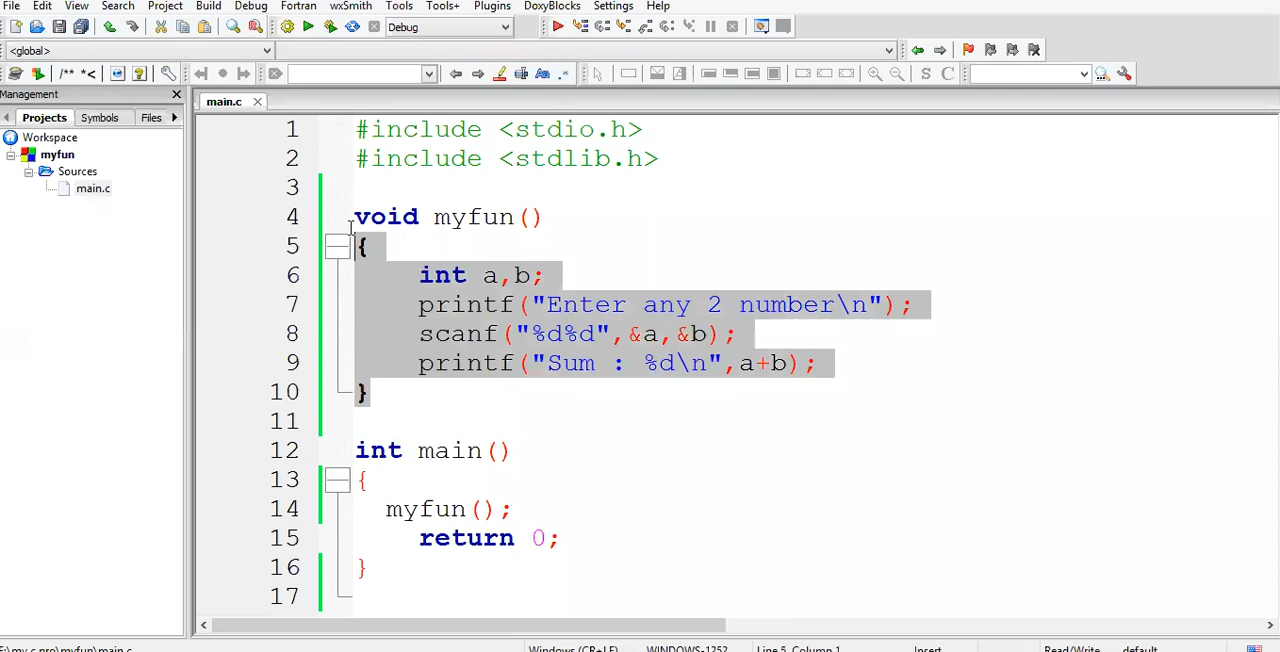 File Edit View Search Project Build Debug Fortran wxSmith Tools Tools+ Plugins DoxyBlocks Settings Help
Debug
<global>
/** *< S C
Management
Projects Symbols Files
Workspace
myfun
Sources
main.c
main.c
1 #include <stdio.h>
2 #include <stdlib.h>
3
4 void myfun()
5 {
6 int a,b;
7 printf("Enter any 2 number\n");
8 scanf("%d%d",&a,&b);
9 printf("Sum : %d\n",a+b);
10 }
11
12 int main()
13 {
14 myfun();
15 return 0;
16 }
17
Windows (CR+LF) WINDOWS-1252 Line 5, Column 1 Insert Read/Write default